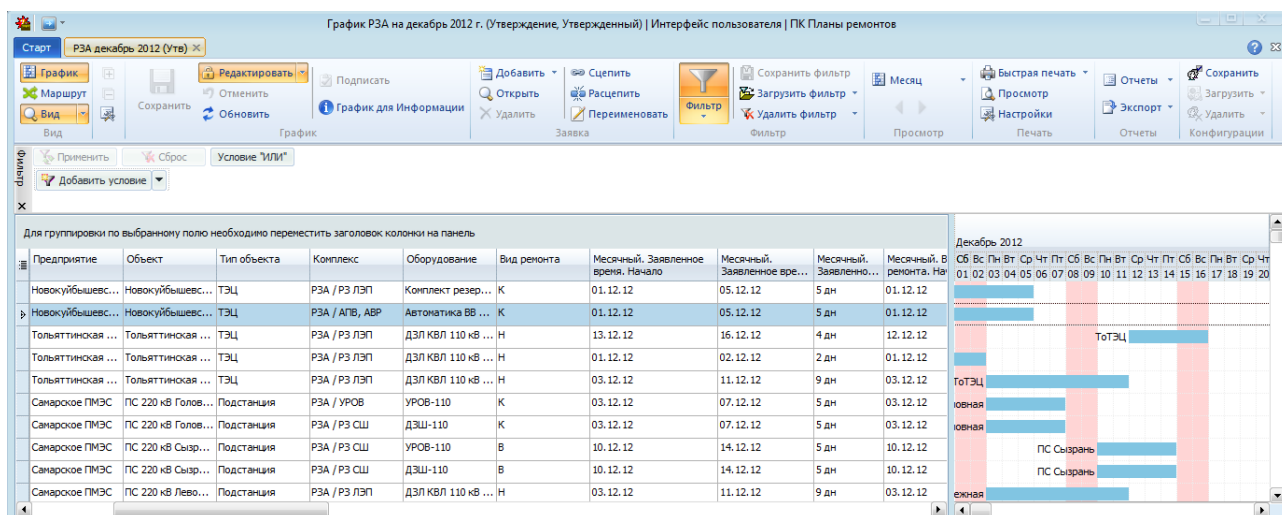 График РЗА на декабрь 2012 г. (Утверждение, Утвержденный) | Интерфейс пользователя | ПК Планы ремонтов
Старт РЗА декабрь 2012 (Утв)
График Редактировать Подписать Добавить Сцепить Сохранить фильтр Месяц Быстрая печать Отчеты Сохранить
Маршрут Сохранить Отменить График для Информации Открыть Расцепить Фильтр Загрузить фильтр Просмотр Экспорт Загрузить
Вид Обновить Удалить Переименовать Удалить фильтр Настройки Удалить
Вид График Заявка Фильтр Просмотр Печать Отчеты Конфигурации
Фильтр Применить Сброс Условие "ИЛИ"
Добавить условие
Для группировки по выбранному полю необходимо переместить заголовок колонки на панель
Декабрь 2012
Предприятие Объект Тип объекта Комплекс Оборудование Вид ремонта Месячный. Заявленное время. Начало Месячный. Заявленное вре... Месячный. Заявленно... Месячный. В ремонта. Нач
Сб Вс Пн Вт Ср Чт Пт Сб Вс Пн Вт Ср Чт Пт Сб Вс Пн Вт Ср Чт
01 02 03 04 05 06 07 08 09 10 11 12 13 14 15 16 17 18 19 20
Новокуйбышевс... Новокуйбышевс... ТЭЦ РЗА / РЗ ЛЭП Комплект резер... К 01.12.12 05.12.12 5 дн 01.12.12
Новокуйбышевс... Новокуйбышевс... ТЭЦ РЗА / АПВ, АВР Автоматика ВВ ... К 01.12.12 05.12.12 5 дн 01.12.12
Тольяттинская ... Тольяттинская ... ТЭЦ РЗА / РЗ ЛЭП ДЗЛ КВЛ 110 кВ ... Н 13.12.12 16.12.12 4 дн 12.12.12 ТоТЭЦ
Тольяттинская ... Тольяттинская ... ТЭЦ РЗА / РЗ ЛЭП ДЗЛ КВЛ 110 кВ ... Н 01.12.12 02.12.12 2 дн 01.12.12
Тольяттинская ... Тольяттинская ... ТЭЦ РЗА / РЗ ЛЭП ДЗЛ КВЛ 110 кВ ... Н 03.12.12 11.12.12 9 дн 03.12.12 ТоТЭЦ
Самарское ПМЭС ПС 220 кВ Голов... Подстанция РЗА / УРОВ УРОВ-110 К 03.12.12 07.12.12 5 дн 03.12.12 овная
Самарское ПМЭС ПС 220 кВ Голов... Подстанция РЗА / РЗ СШ ДЗШ-110 К 03.12.12 07.12.12 5 дн 03.12.12 овная
Самарское ПМЭС ПС 220 кВ Сызр... Подстанция РЗА / РЗ СШ УРОВ-110 В 10.12.12 14.12.12 5 дн 10.12.12 ПС Сызрань
Самарское ПМЭС ПС 220 кВ Сызр... Подстанция РЗА / РЗ СШ ДЗШ-110 В 10.12.12 14.12.12 5 дн 10.12.12 ПС Сызрань
Самарское ПМЭС ПС 220 кВ Лево... Подстанция РЗА / РЗ ЛЭП ДЗЛ КВЛ 110 кВ ... Н 03.12.12 11.12.12 9 дн 03.12.12 ежная